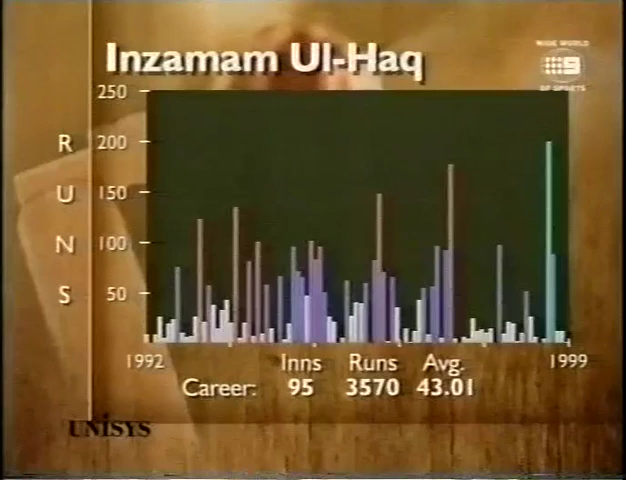 Inzamam Ul-Haq
WIDE WORLD
9
OF SPORTS
250
R 200
U 150
N 100
S 50
1992 1999
Inns Runs Avg.
Career: 95 3570 43.01
UNISYS